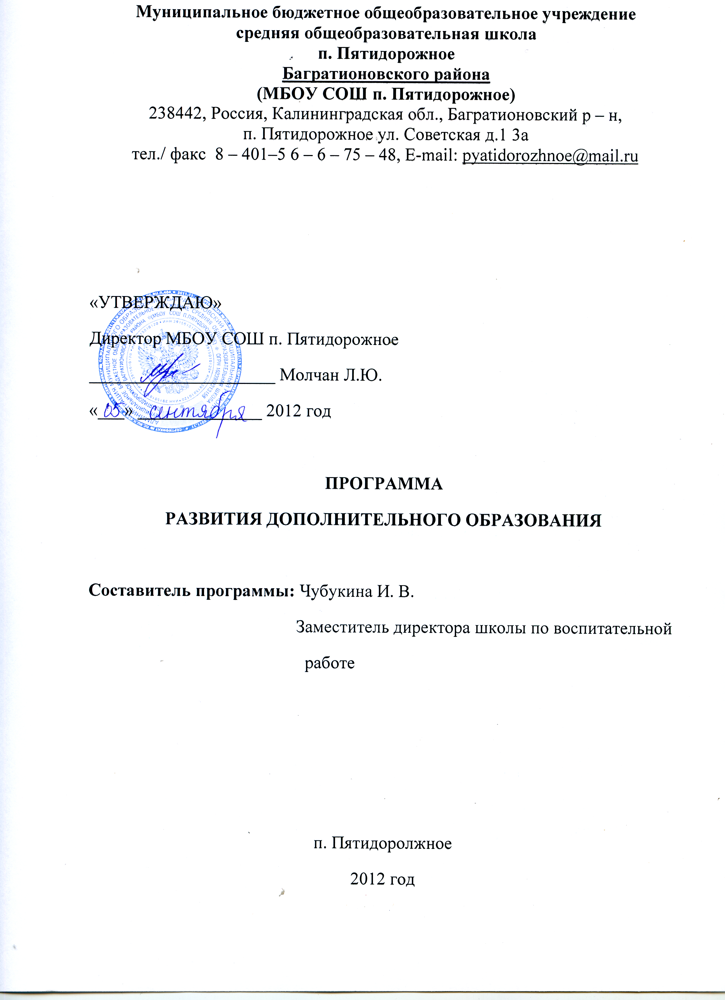 Муниципальное бюджетное общеобразовательное учреждение
средняя общеобразовательная школа
п. Пятидорожное
Багратионовского района
(МБОУ СОШ п. Пятидорожное)
238442, Россия, Калининградская обл., Багратионовский р – н,
п. Пятидорожное ул. Советская д.1 3а
тел./ факс 8 – 401–5 6 – 6 – 75 – 48, E-mail: pyatidorozhnoe@mail.ru
«УТВЕРЖДАЮ»
Директор МБОУ СОШ п. Пятидорожное
Молчан Л.Ю.
«05» сентября 2012 год
ПРОГРАММА
РАЗВИТИЯ ДОПОЛНИТЕЛЬНОГО ОБРАЗОВАНИЯ
Составитель программы: Чубукина И. В.
Заместитель директора школы по воспитательной
работе
п. Пятидоролжное
2012 год